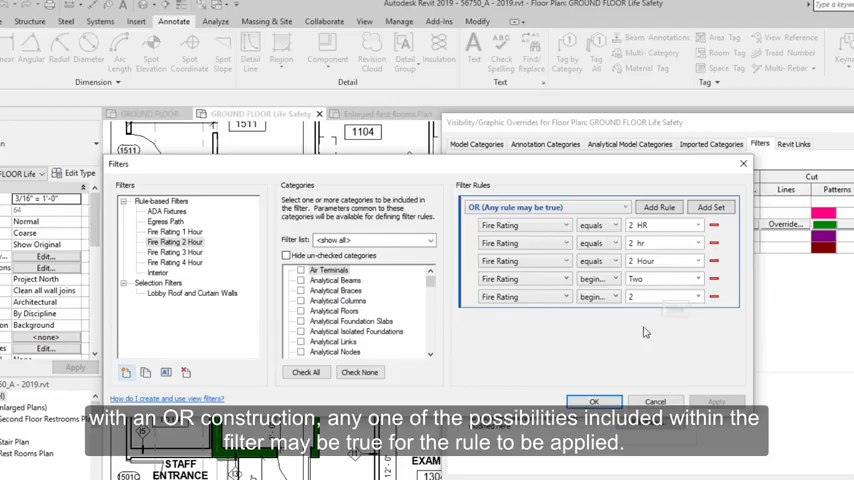 Autodesk Revit 2019 - 56750_A - 2019.rvt - Floor Plan: GROUND FLOOR Life Safety
Structure Steel Systems Insert Annotate Analyze Massing & Site Collaborate View Manage Add-Ins Modify
Linear Angular Radial Diameter Arc Length Spot Elevation Spot Coordinate Spot Slope
Detail Line Region Component Revision Cloud Detail Group Insulation
Text Check Spelling Find/Replace
Tag by Category Tag All Beam Annotations Multi- Category Material Tag
Room Tag Space Tag Area Tag View Reference Tread Number Multi- Rebar
Dimension Detail Text Tag
GROUND FLOOR GROUND FLOOR Life Safety Enlarged Rest Rooms Plan
1511
1104
(1511)
Visibility/Graphic Overrides for Floor Plan: GROUND FLOOR Life Safety
Model Categories Annotation Categories Analytical Model Categories Imported Categories Filters Revit Links
Cut
Lines Patterns
Override...
FLOOR Life Edit Type
3/16" = 1'-0"
64
Normal
Coarse
Show Original
Edit...
Edit...
Project North
Clean all wall joins
Architectural
Edit...
Background
<none>
Edit...
Apply
Enlarged Plans)
Second Floor Restrooms
Stair Plan
Rest Rooms Plan
Filters
Filters
Rule-based Filters
ADA Fixtures
Egress Path
Fire Rating 1 Hour
Fire Rating 2 Hour
Fire Rating 3 Hour
Fire Rating 4 Hour
Interior
Selection Filters
Lobby Roof and Curtain Walls
How do I create and use view filters?
Categories
Select one or more categories to be included in
the filter. Parameters common to these
categories will be available for defining filter rules.
Filter list: <show all>
Hide un-checked categories
Air Terminals
Analytical Beams
Analytical Braces
Analytical Columns
Analytical Floors
Analytical Foundation Slabs
Analytical Isolated Foundations
Analytical Links
Analytical Nodes
Check All Check None
Filter Rules
OR (Any rule may be true) Add Rule Add Set
Fire Rating equals 2 HR
Fire Rating equals 2 hr
Fire Rating equals 2 Hour
Fire Rating begin... Two
Fire Rating begin... 2
OK Cancel Apply
with an OR construction, any one of the possibilities included within the
filter may be true for the rule to be applied.
STAFF
ENTRANCE
EXAM